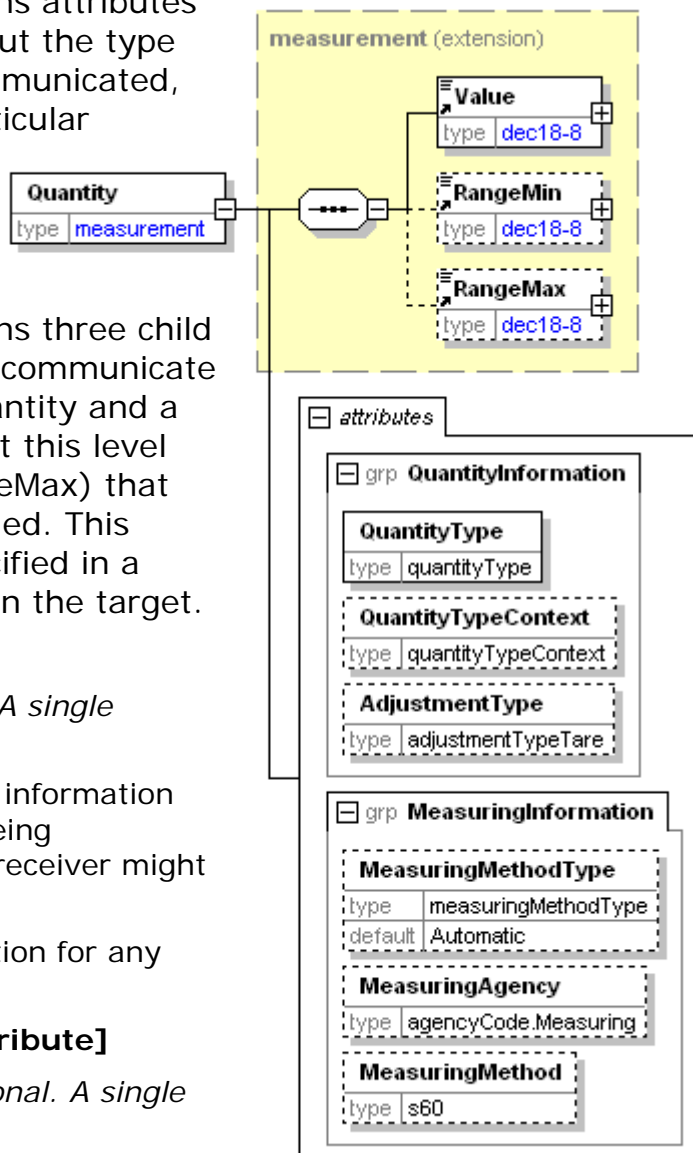 ns attributes
ut the type
municated,
ticular
ns three child
communicate
antity and a
t this level
eMax) that
ed. This
ified in a
n the target.
A single
information
eing
receiver might
tion for any
ribute]
onal. A single
measurement (extension)
Value
type dec18-8
Quantity
type measurement
RangeMin
type dec18-8
RangeMax
type dec18-8
attributes
grp QuantityInformation
QuantityType
type quantityType
QuantityTypeContext
type quantityTypeContext
AdjustmentType
type adjustmentTypeTare
grp MeasuringInformation
MeasuringMethodType
type measuringMethodType
default Automatic
MeasuringAgency
type agencyCode.Measuring
MeasuringMethod
type s60